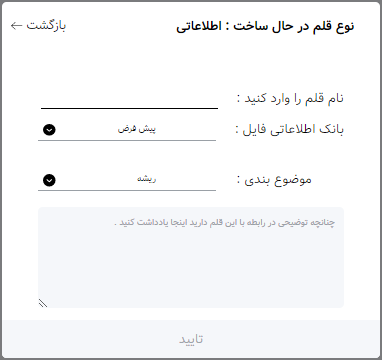 نوع قلم در حال ساخت : اطلاعاتی
بازگشت ←
نام قلم را وارد کنید :
بانک اطلاعاتی فایل :
پیش فرض
موضوع بندی :
ریشه
چنانچه توضیحی در رابطه با این قلم دارید اینجا یادداشت کنید .
تایید